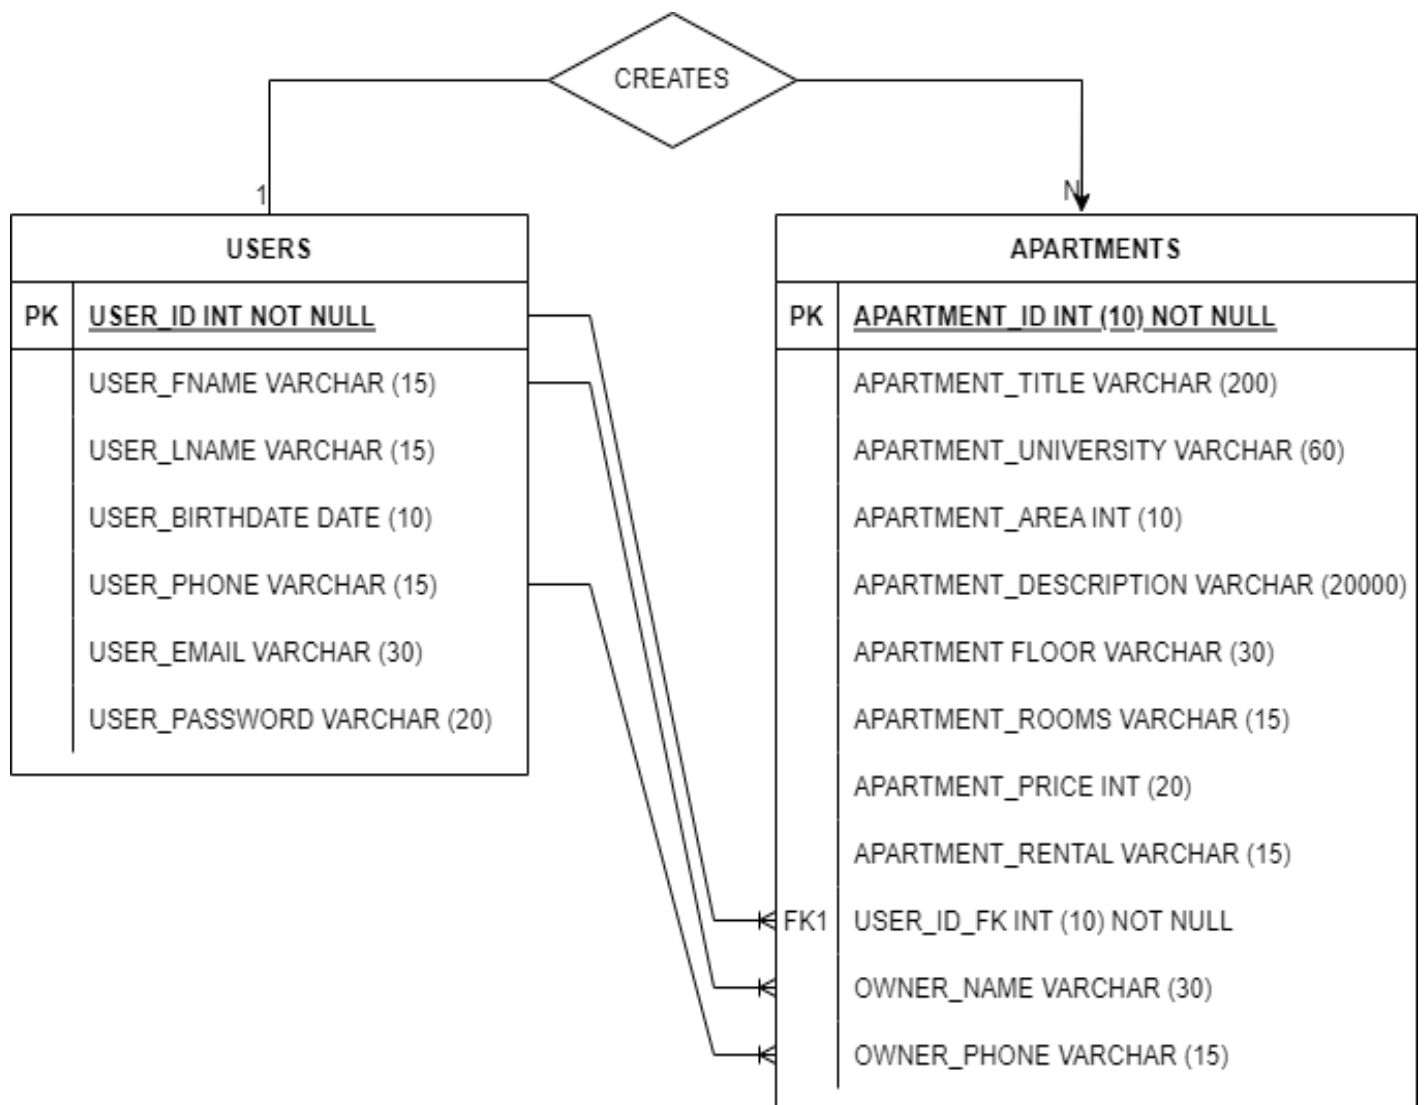 CREATES
1
N
USERS
PK USER_ID INT NOT NULL
USER_FNAME VARCHAR (15)
USER_LNAME VARCHAR (15)
USER_BIRTHDATE DATE (10)
USER_PHONE VARCHAR (15)
USER_EMAIL VARCHAR (30)
USER_PASSWORD VARCHAR (20)
APARTMENTS
PK APARTMENT_ID INT (10) NOT NULL
APARTMENT_TITLE VARCHAR (200)
APARTMENT_UNIVERSITY VARCHAR (60)
APARTMENT_AREA INT (10)
APARTMENT_DESCRIPTION VARCHAR (20000)
APARTMENT FLOOR VARCHAR (30)
APARTMENT_ROOMS VARCHAR (15)
APARTMENT_PRICE INT (20)
APARTMENT_RENTAL VARCHAR (15)
FK1 USER_ID_FK INT (10) NOT NULL
OWNER_NAME VARCHAR (30)
OWNER_PHONE VARCHAR (15)